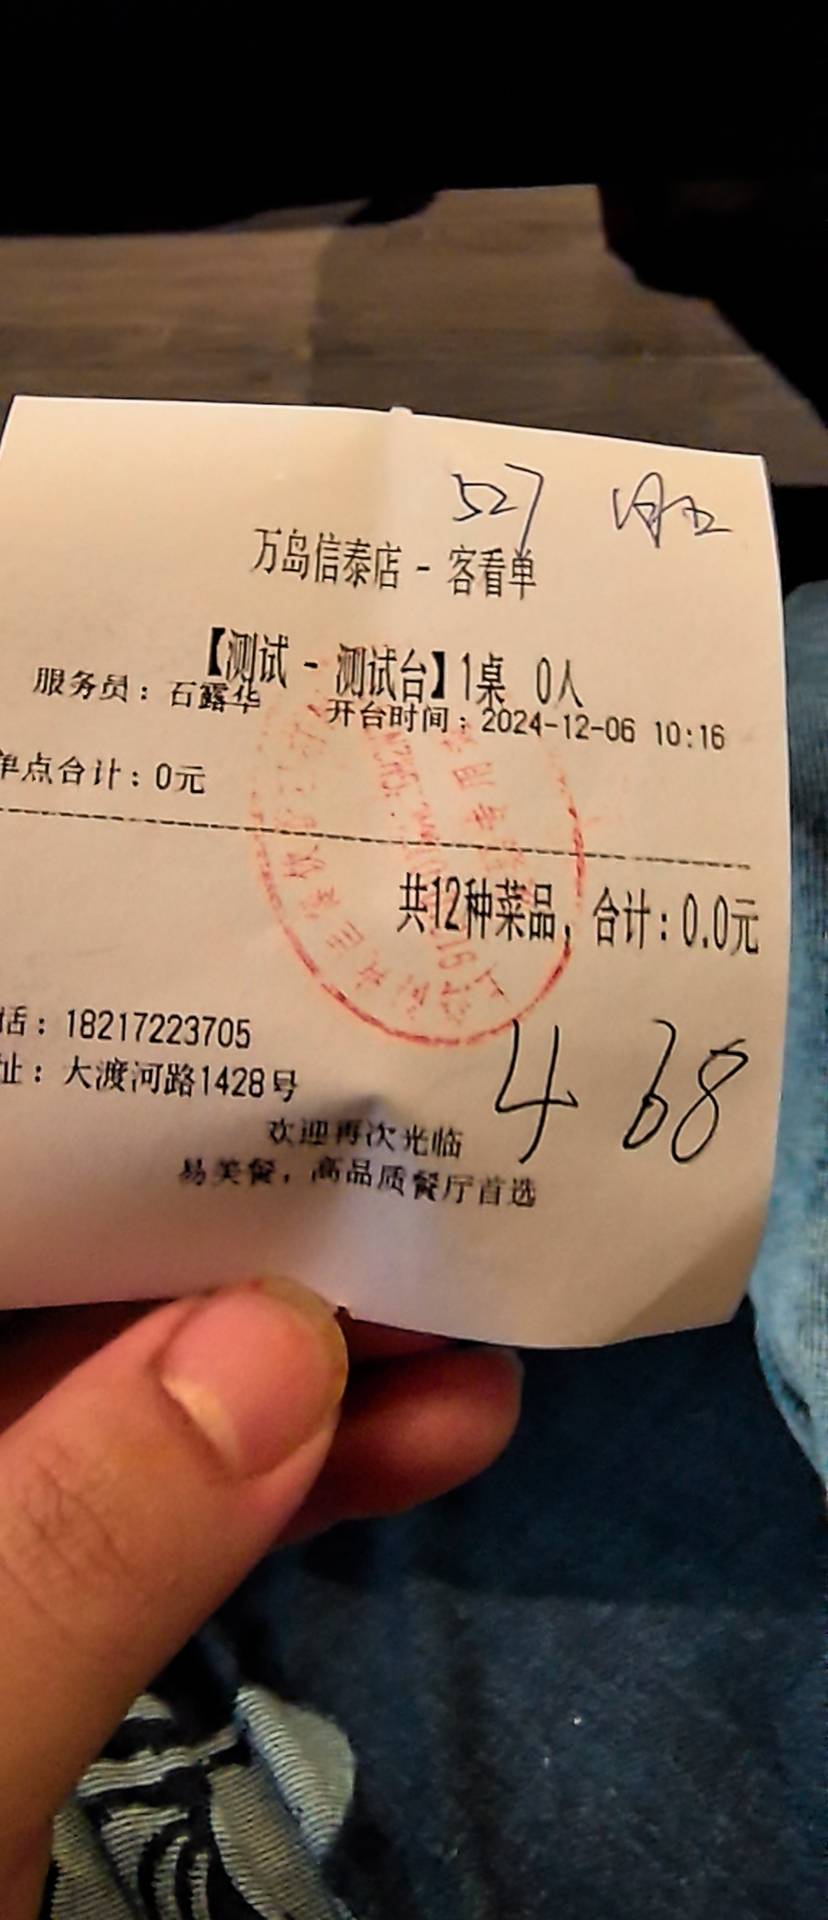 527
万岛信泰店 - 客看单
【测试 - 测试台】1桌 0人
服务员：石露华 开台时间：2024-12-06 10:16
单点合计：0元
共12种菜品，合计：0.0元
话：18217223705
址：大渡河路1428号
468
欢迎再次光临
易美餐，高品质餐厅首选